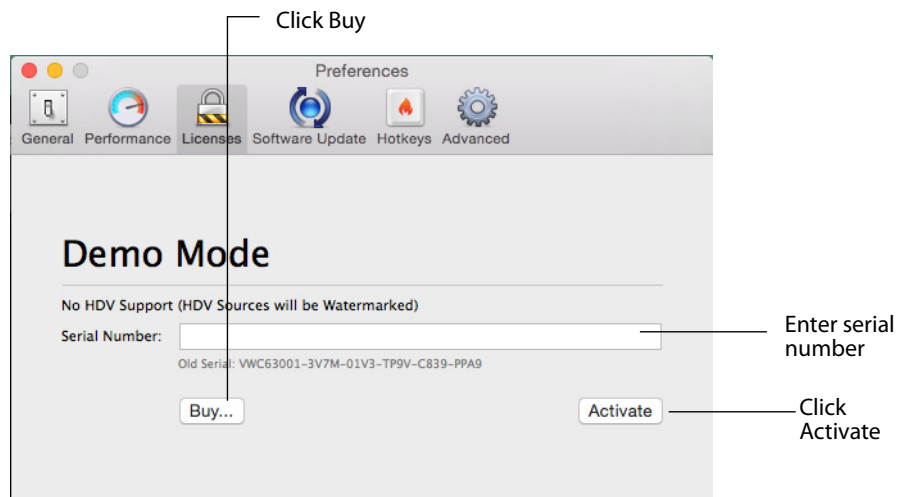 Click Buy
Preferences
General Performance Licenses Software Update Hotkeys Advanced
Demo Mode
No HDV Support (HDV Sources will be Watermarked)
Serial Number:
Enter serial
number
Old Serial: VWC63001-3V7M-01V3-TP9V-C839-PPA9
Buy...
Activate
Click
Activate